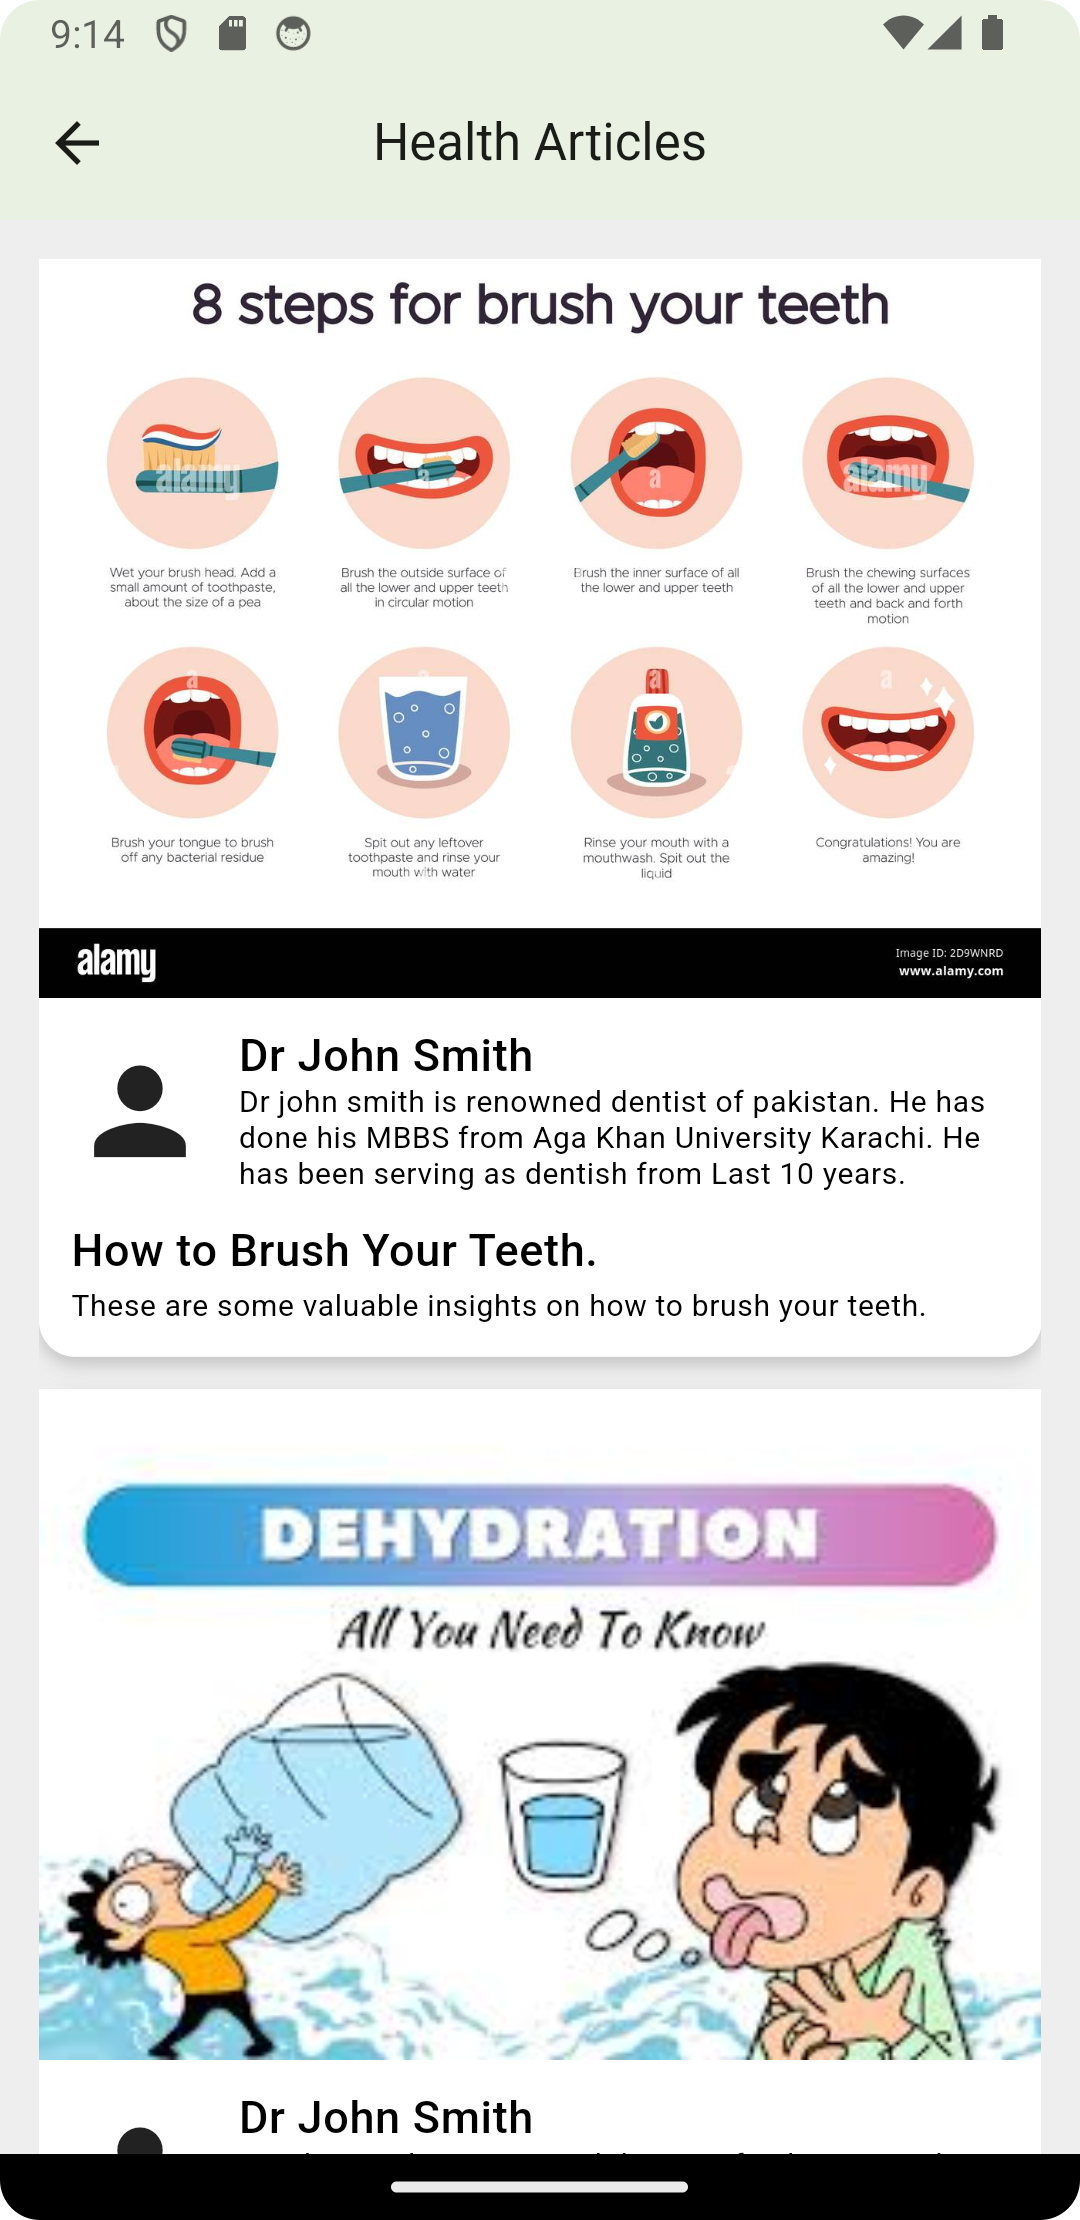 9:14
Health Articles
8 steps for brush your teeth
Wet your brush head. Add a
small amount of toothpaste,
about the size of a pea
Brush the outside surface of
all the lower and upper teeth
in circular motion
Brush the inner surface of all
the lower and upper teeth
Brush the chewing surfaces
of all the lower and upper
teeth and back and forth
motion
Brush your tongue to brush
off any bacterial residue
Spit out any leftover
toothpaste and rinse your
mouth with water
Rinse your mouth with a
mouthwash. Spit out the
liquid
Congratulations! You are
amazing!
alamy
alamy
a
a
a
a
a
a
alamy
Image ID: 2D9WNRD
www.alamy.com
Dr John Smith
Dr john smith is renowned dentist of pakistan. He has
done his MBBS from Aga Khan University Karachi. He
has been serving as dentish from Last 10 years.
How to Brush Your Teeth.
These are some valuable insights on how to brush your teeth.
DEHYDRATION
All You Need To Know
Dr John Smith